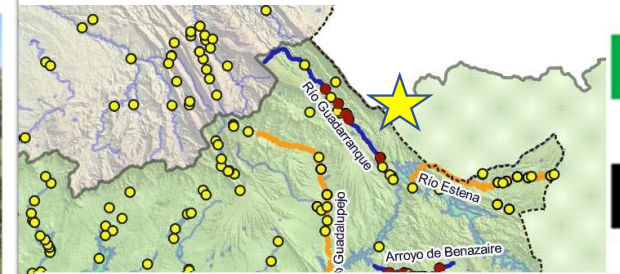 Río Guadarranque
Río Estena
o Guadalupejo
Arroyo de Benazaire